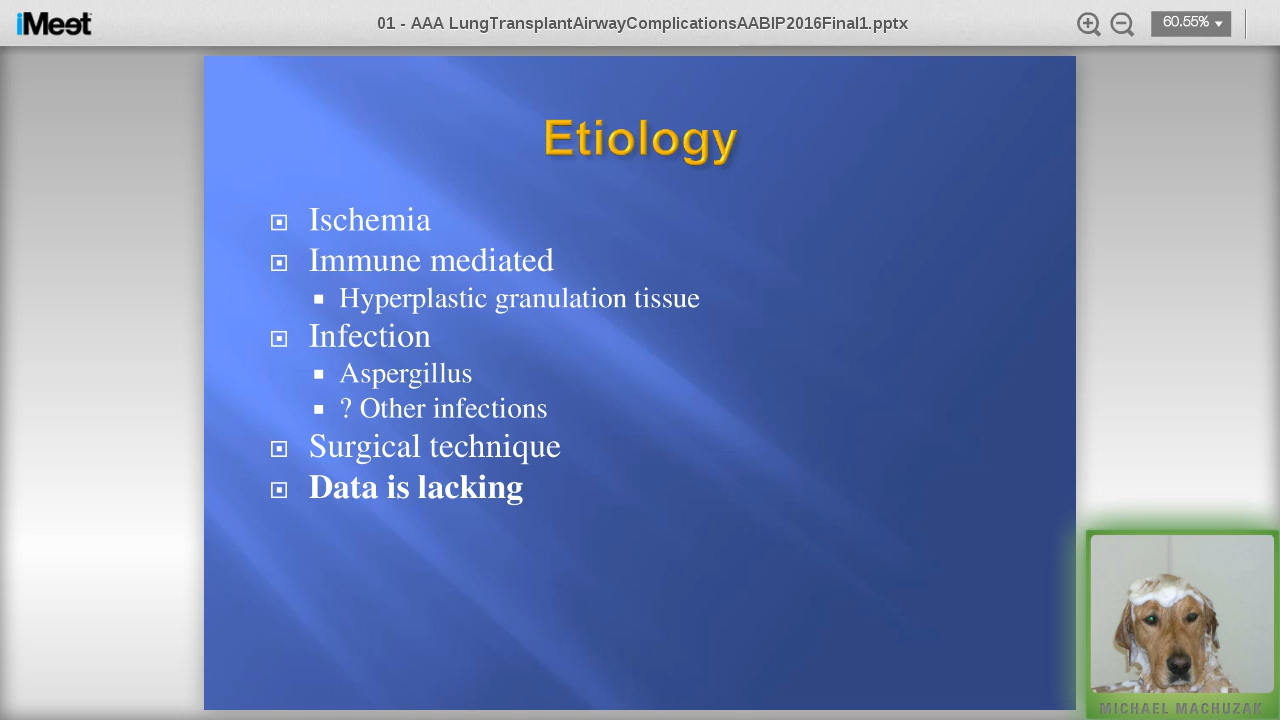 iMeet
01 - AAA LungTransplantAirwayComplicationsAABIP2016Final1.pptx
60.55%
Etiology
Ischemia
Immune mediated
Hyperplastic granulation tissue
Infection
Aspergillus
? Other infections
Surgical technique
Data is lacking
MICHAEL MACHUZAK